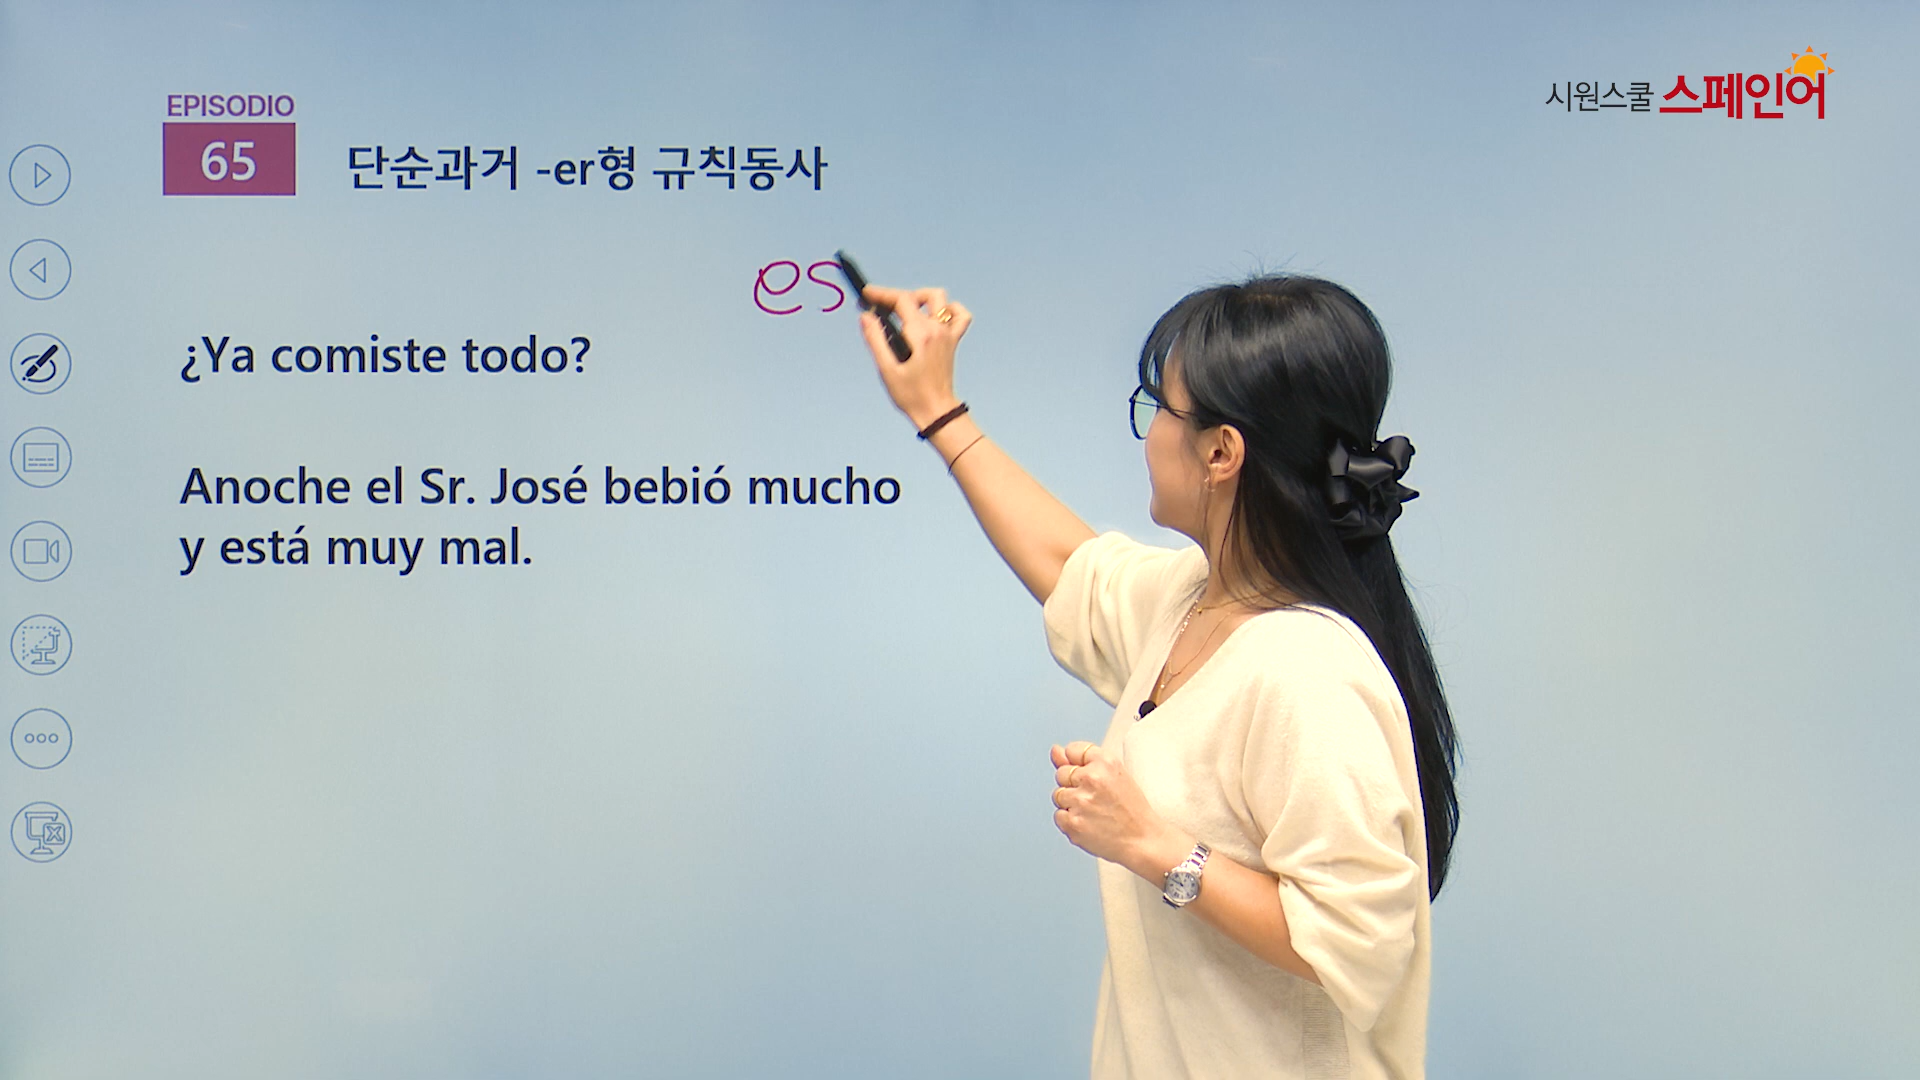 EPISODIO
65
단순과거 -er형 규칙동사
시원스쿨 스페인어
es
¿Ya comiste todo?
Anoche el Sr. José bebió mucho
y está muy mal.